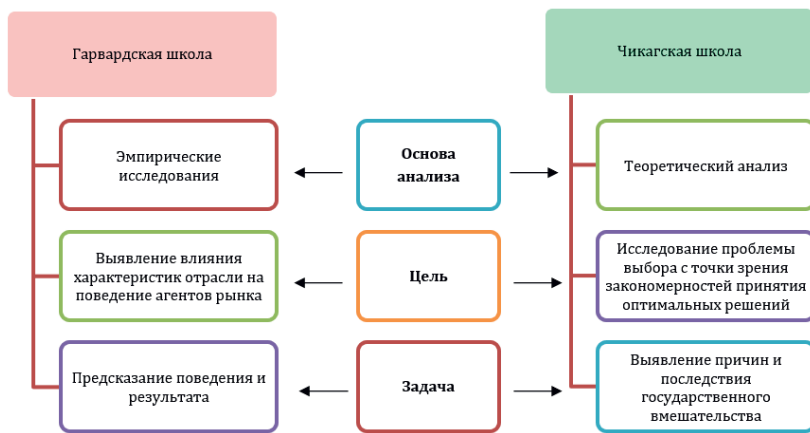 Гарвардская школа
Чикагская школа
Эмпирические
исследования
Основа
анализа
Теоретический анализ
Выявление влияния
характеристик отрасли на
поведение агентов рынка
Цель
Исследование проблемы
выбора с точки зрения
закономерностей принятия
оптимальных решений
Предсказание поведения и
результата
Задача
Выявление причин и
последствия
государственного
вмешательства